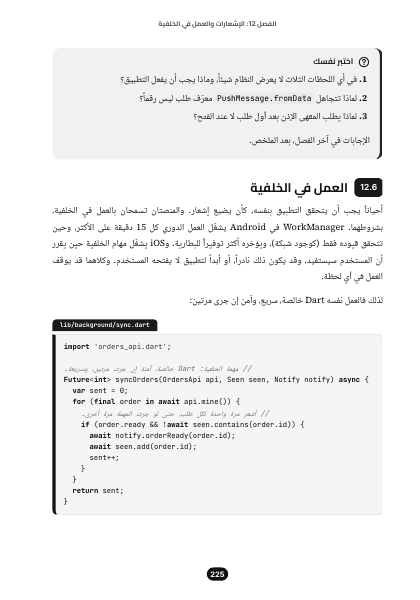 الفصل 12: الإشعارات والعمل في الخلفية
اختبر نفسك
1. في أي اللحظات الثلاث لا يعرض النظام شيئاً، وماذا يجب أن يفعل التطبيق؟
2. لماذا تتجاهل PushMessage.fromData معرّف طلب ليس رقماً؟
3. لماذا يطلب المقهى الإذن بعد أول طلب لا عند الفتح؟
الإجابات في آخر الفصل، بعد الملخص.
12.6 العمل في الخلفية
أحياناً يجب أن يتحقق التطبيق بنفسه، كأن يضيع إشعار. والمنصتان تسمحان بالعمل في الخلفية،
بشروطهما. WorkManager في Android يشغّل العمل الدوري كل 15 دقيقة على الأكثر، وحين
تتحقق قيوده فقط (كوجود شبكة)، ويؤخره أكثر توفيراً للبطارية. وiOS يشغّل مهام الخلفية حين يقرر
أن المستخدم سيستفيد، وقد يكون ذلك نادراً، أو أبداً لتطبيق لا يفتحه المستخدم. وكلاهما قد يوقف
العمل في أي لحظة.
لذلك فالعمل نفسه Dart خالصة، سريع، وآمن إن جرى مرتين:
lib/background/sync.dart
import 'orders_api.dart';
// مهمة الخلفية: Dart خالصة، آمنة إن جرت مرتين، وسريعة.
Future<int> syncOrders(OrdersApi api, Seen seen, Notify notify) async {
var sent = 0;
for (final order in await api.mine()) {
// أشعر مرة واحدة لكل طلب، حتى لو جرت المهمة مرة أخرى.
if (order.ready && !await seen.contains(order.id)) {
await notify.orderReady(order.id);
await seen.add(order.id);
sent++;
}
}
return sent;
}
225